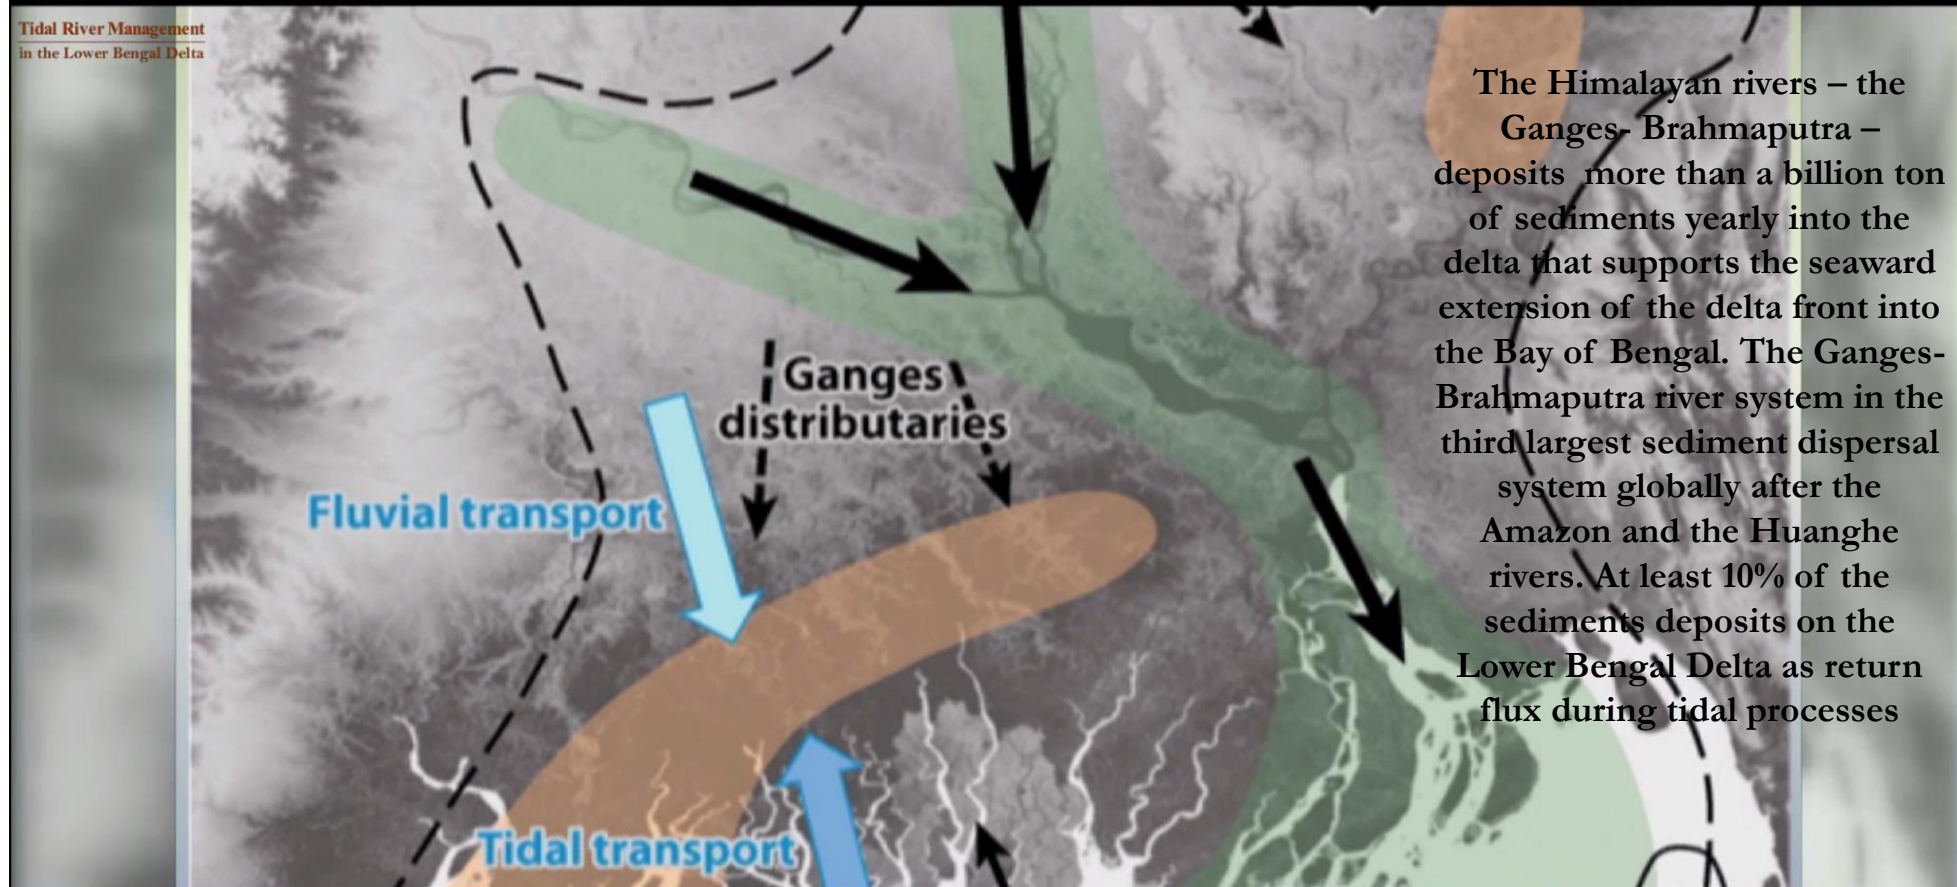 Tidal River Management
in the Lower Bengal Delta
The Himalayan rivers – the
Ganges- Brahmaputra –
deposits more than a billion ton
of sediments yearly into the
delta that supports the seaward
extension of the delta front into
the Bay of Bengal. The Ganges-
Brahmaputra river system in the
third largest sediment dispersal
system globally after the
Amazon and the Huanghe
rivers. At least 10% of the
sediments deposits on the
Lower Bengal Delta as return
flux during tidal processes
Ganges
distributaries
Fluvial transport
Tidal transport